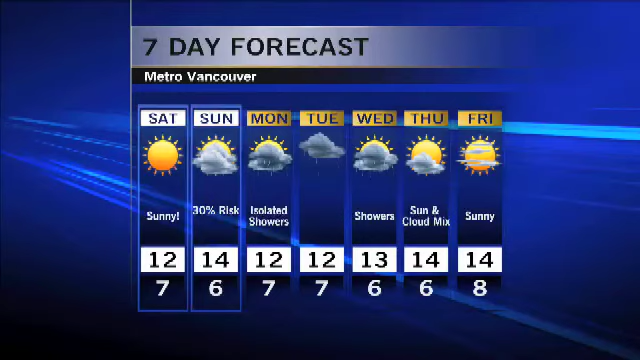 7 DAY FORECAST
Metro Vancouver
SAT SUN MON TUE WED THU FRI
Sunny! 30% Risk Isolated Showers Showers Sun & Cloud Mix Sunny
12 14 12 12 13 14 14
7 6 7 7 6 6 8